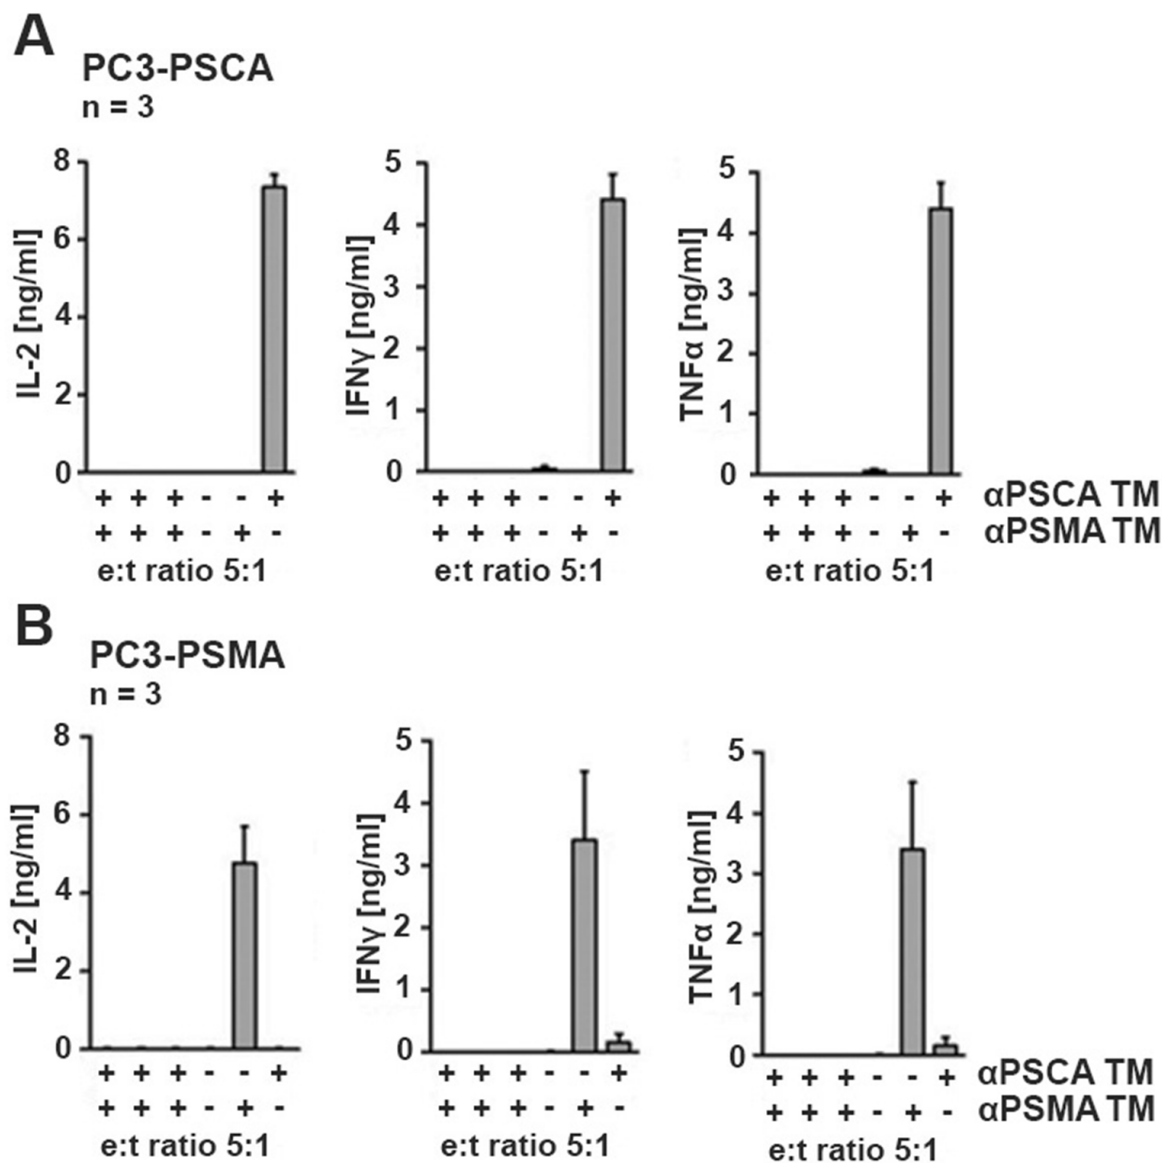 A
PC3-PSCA
n = 3
IL-2 [ng/ml]
8
6
4
2
0
+ + + - - +
+ + + - + -
e:t ratio 5:1
IFNγ [ng/ml]
5
4
3
2
1
0
+ + + - - +
+ + + - + -
e:t ratio 5:1
TNFα [ng/ml]
5
4
3
2
1
0
+ + + - - + αPSCA TM
+ + + - + - αPSMA TM
e:t ratio 5:1
B
PC3-PSMA
n = 3
IL-2 [ng/ml]
8
6
4
2
0
+ + + - - +
+ + + - + -
e:t ratio 5:1
IFNγ [ng/ml]
5
4
3
2
1
0
+ + + - - +
+ + + - + -
e:t ratio 5:1
TNFα [ng/ml]
5
4
3
2
1
0
+ + + - - + αPSCA TM
+ + + - + - αPSMA TM
e:t ratio 5:1